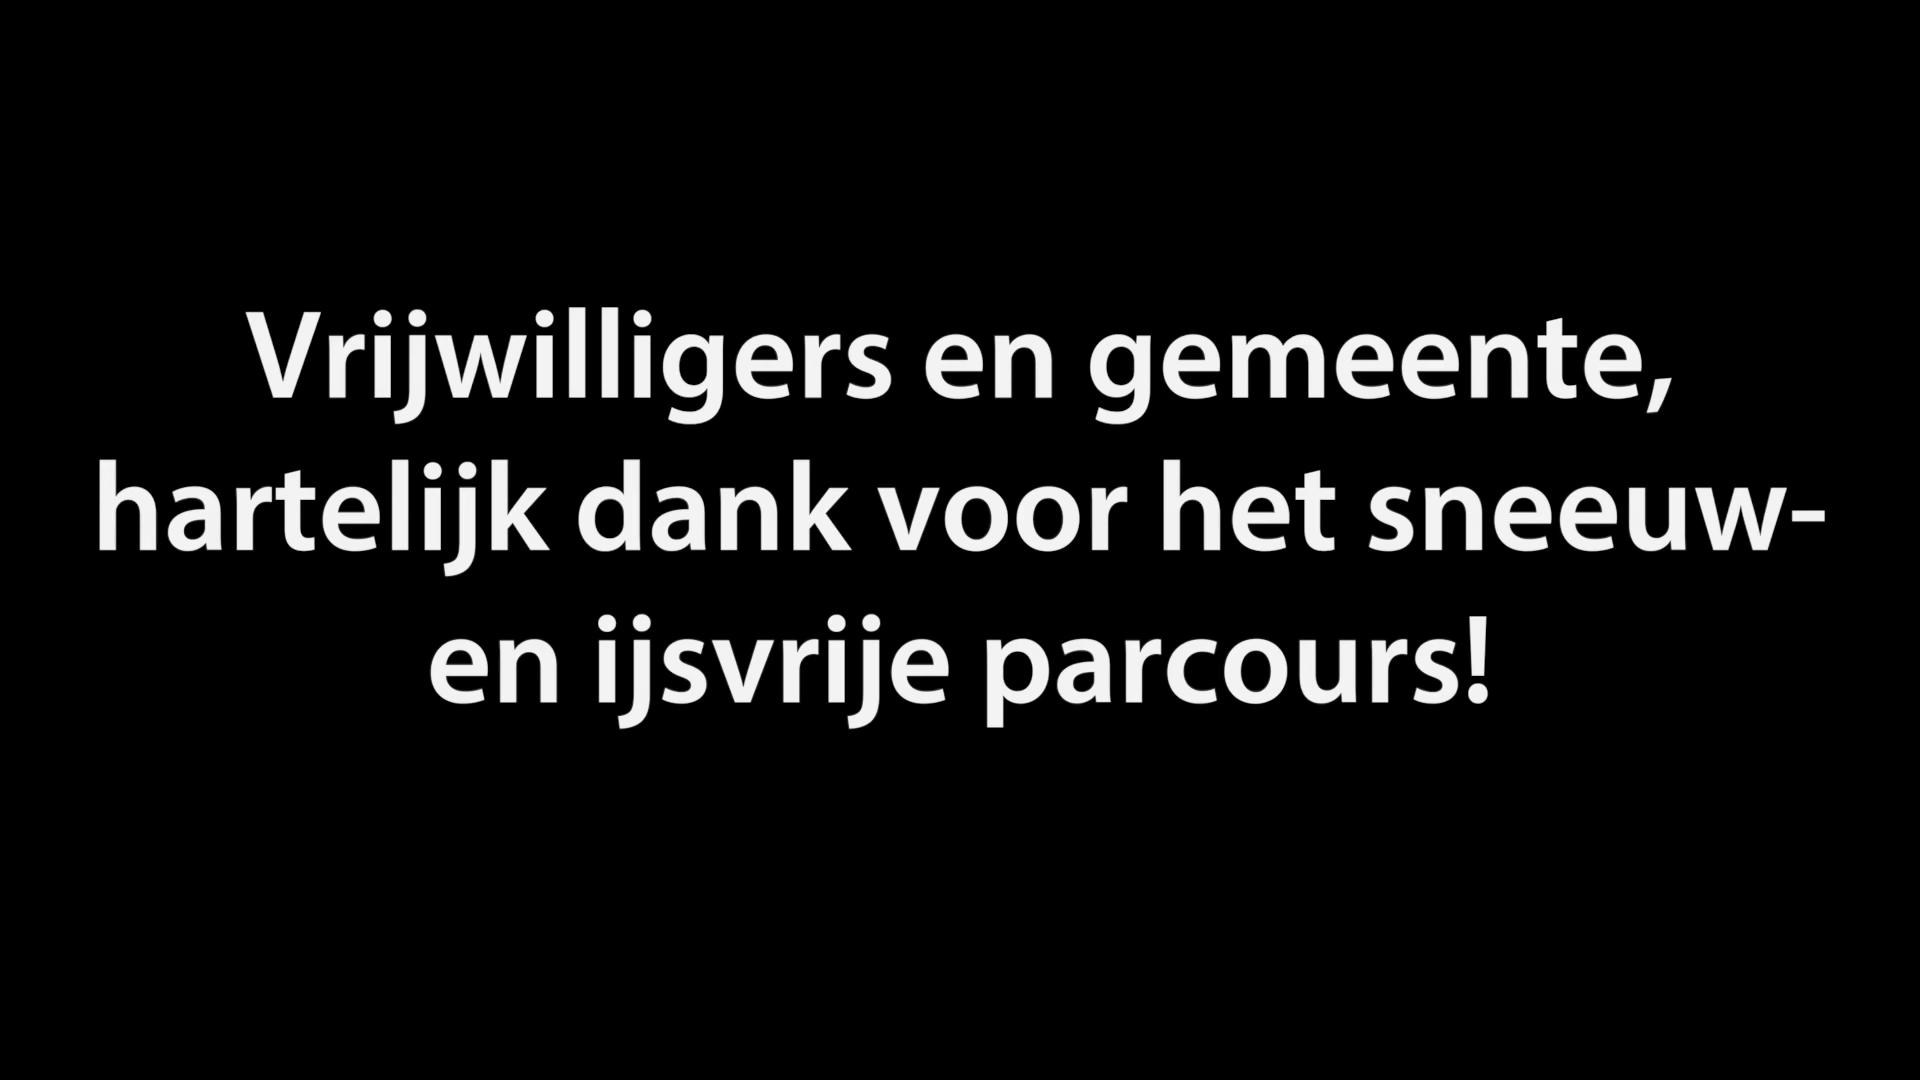 Vrijwilligers en gemeente,
hartelijk dank voor het sneeuw-
en ijsvrije parcours!